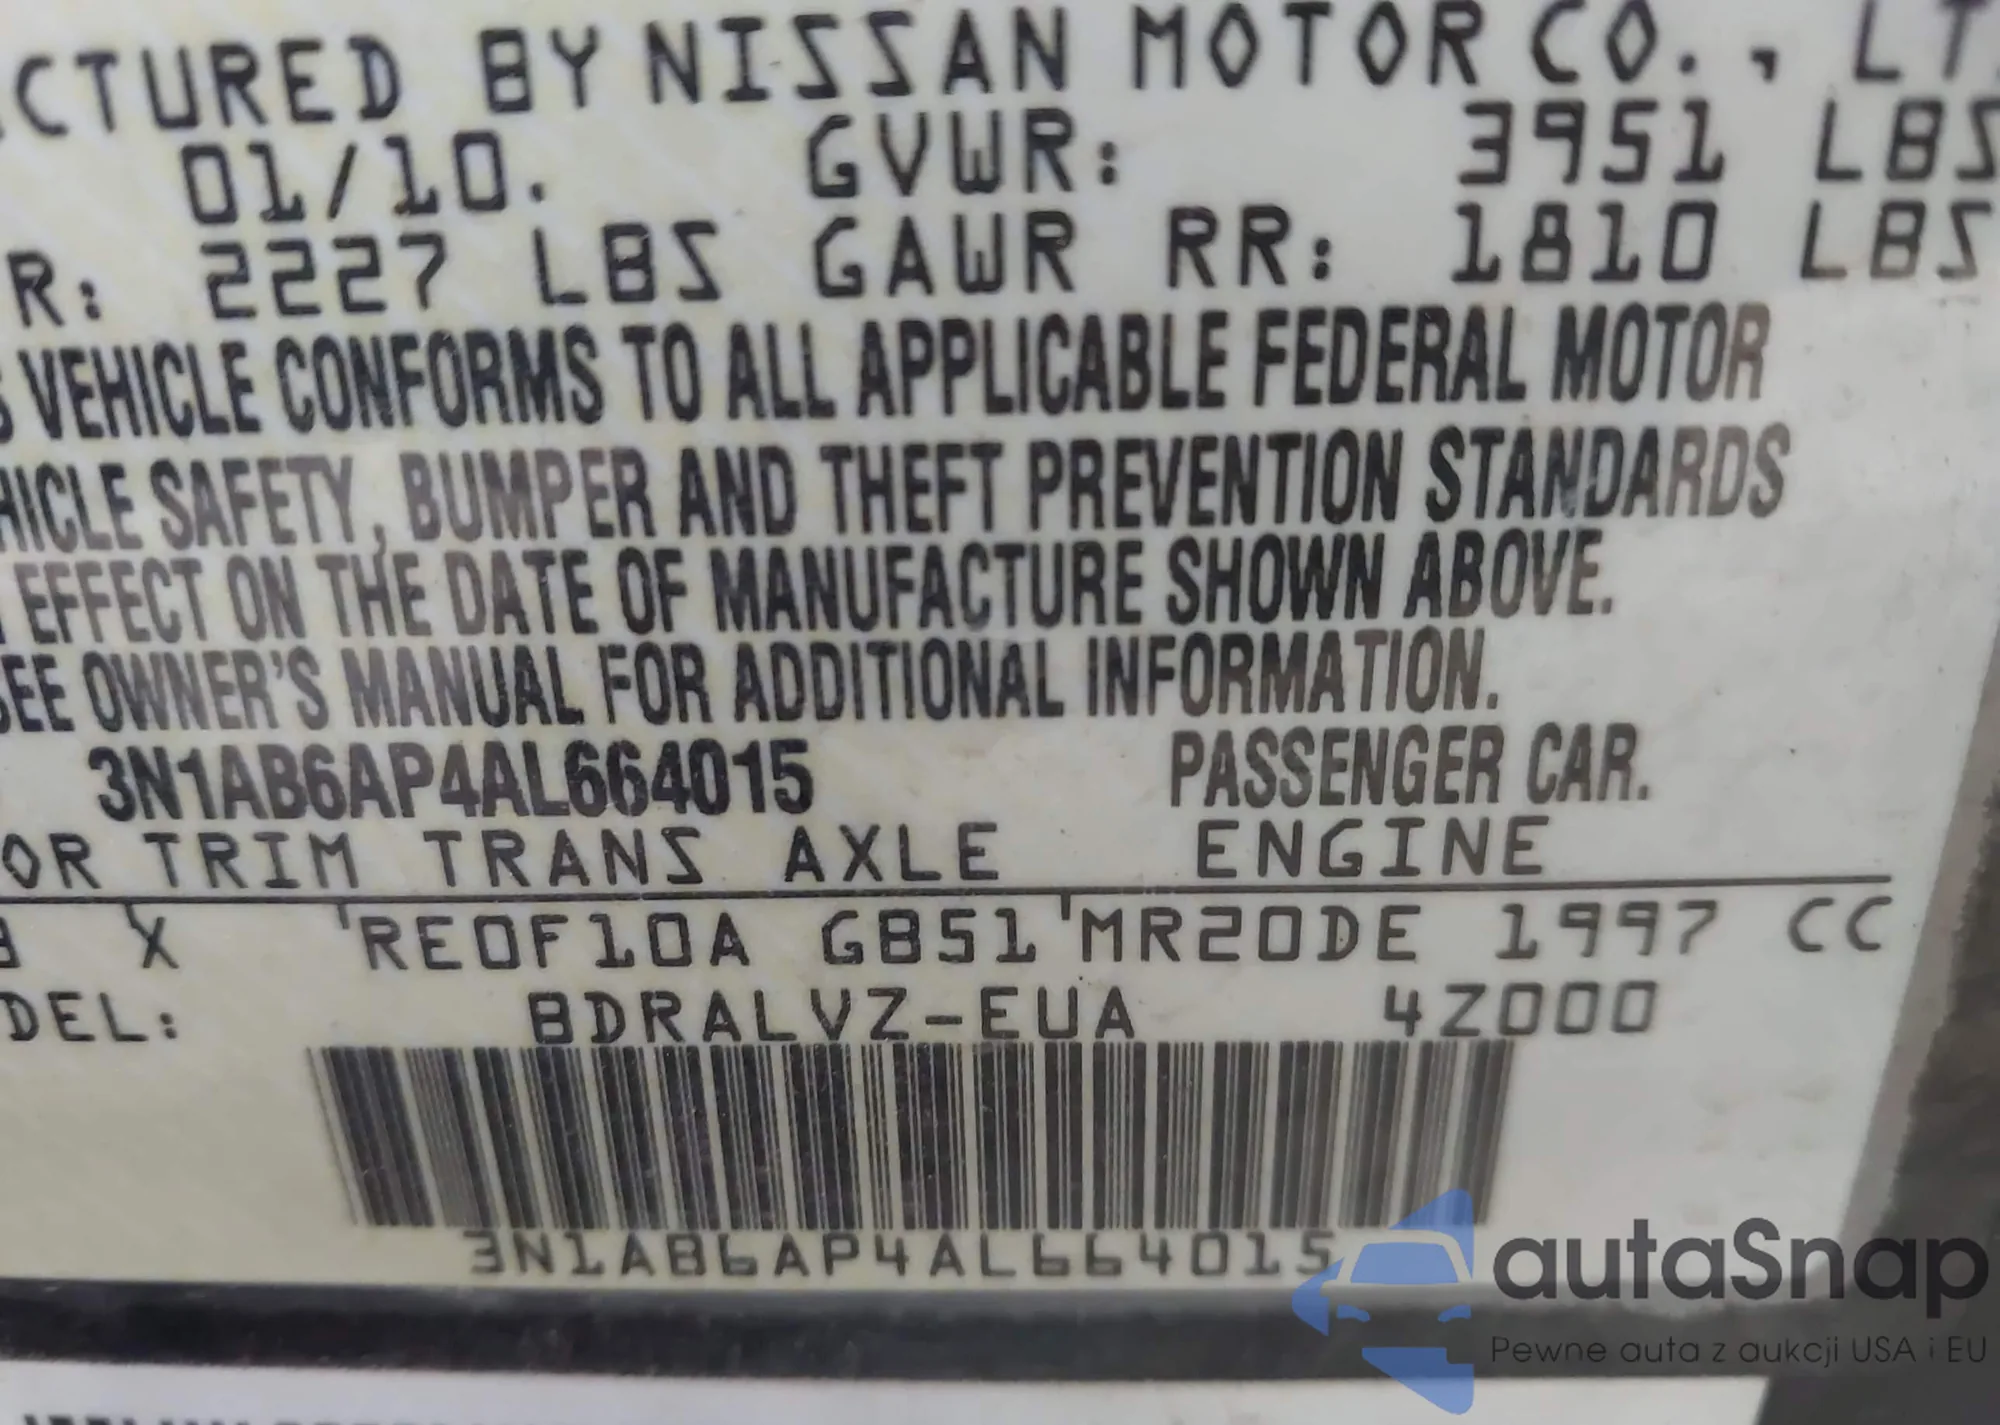 CTURED BY NISSAN MOTOR CO., LT
01/10. GVWR: 3951 LBS
R: 2227 LBS GAWR RR: 1810 LBS
S VEHICLE CONFORMS TO ALL APPLICABLE FEDERAL MOTOR
HICLE SAFETY, BUMPER AND THEFT PREVENTION STANDARDS
EFFECT ON THE DATE OF MANUFACTURE SHOWN ABOVE.
SEE OWNER'S MANUAL FOR ADDITIONAL INFORMATION.
3N1AB6AP4AL664015 PASSENGER CAR.
OR TRIM TRANS AXLE ENGINE
X RE0F10A GB51 MR20DE 1997 CC
DEL: BDRALVZ-EUA 4Z000
3N1AB6AP4AL664015
autaSnap
Pewne auta z aukcji USA i EU